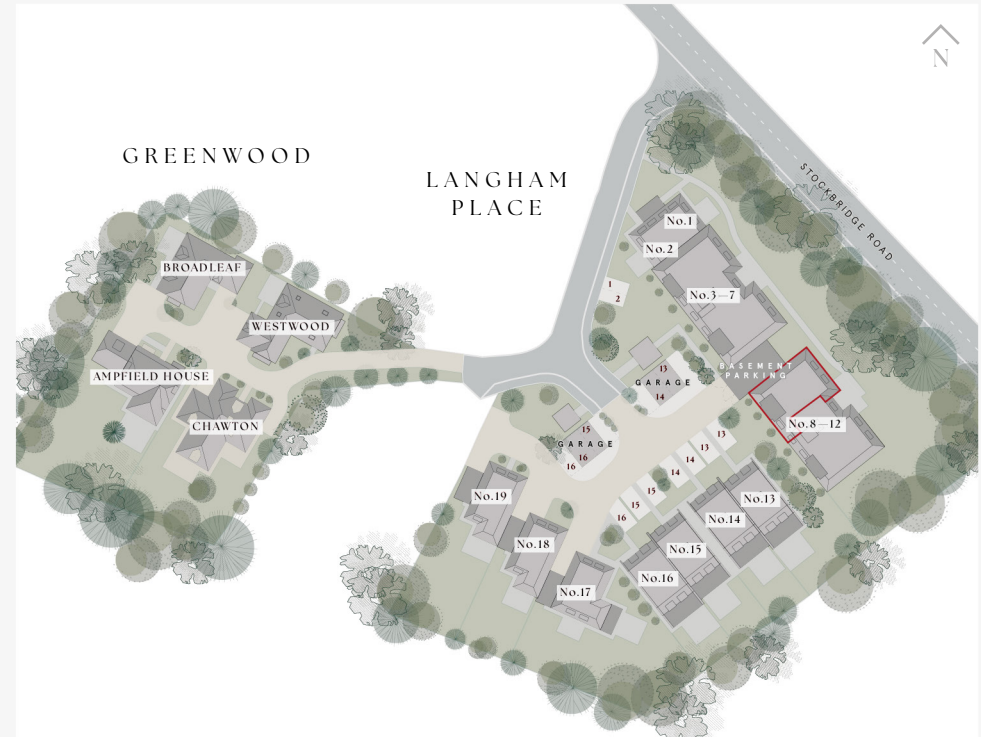 N
GREENWOOD
LANGHAM
PLACE
STOCKBRIDGE ROAD
No.1
No.2
No.3—7
1
2
BROADLEAF
WESTWOOD
AMPFIELD HOUSE
CHAWTON
13
GARAGE
14
BASEMENT
PARKING
No.8—12
15
GARAGE
16
16
13
13
14
14
15
15
16
No.13
No.14
No.15
No.16
No.17
No.18
No.19